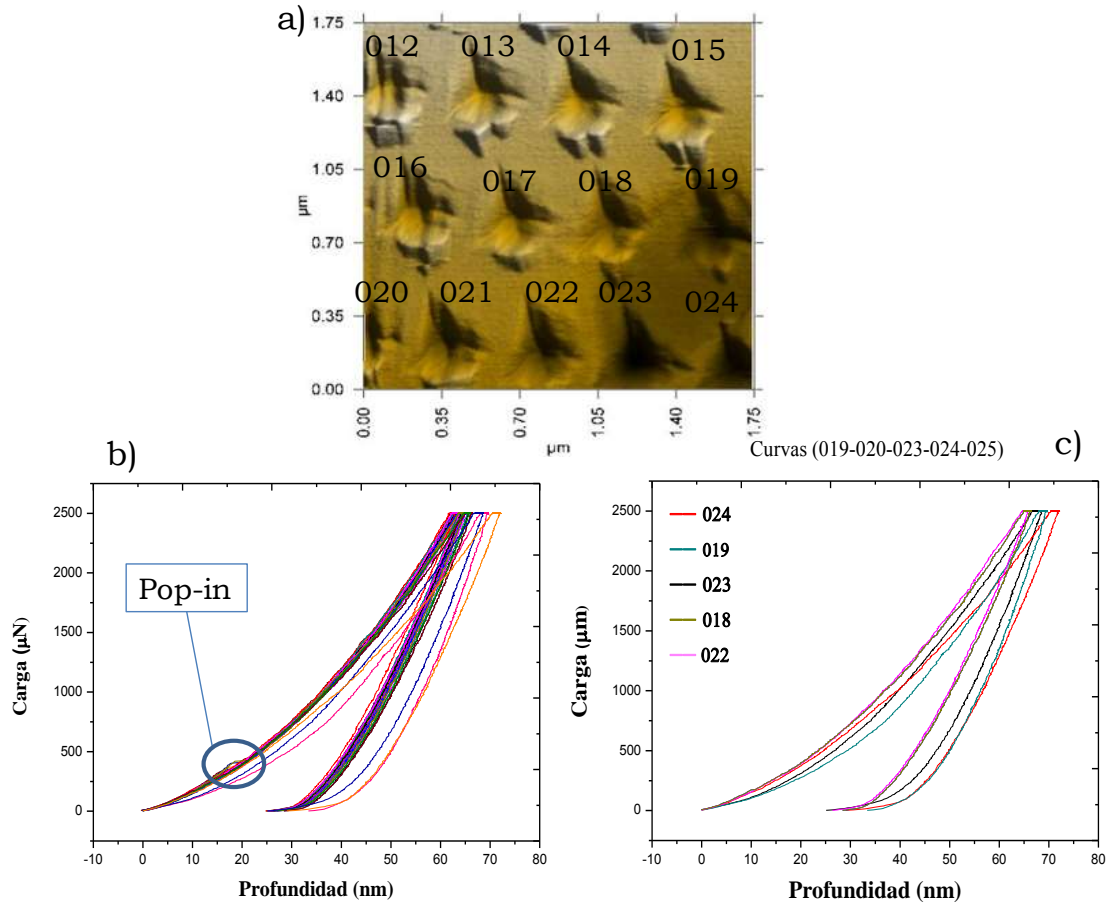 a)
1.75
1.40
1.05
0.70
0.35
0.00
µm
012 013 014 015
016 017 018 019
020 021 022 023 024
0.00 0.35 0.70 1.05 1.40 1.75
µm
b)
Curvas (019-020-023-024-025)
c)
2500
2000
1500
1000
500
0
Carga (µN)
Pop-in
-10 0 10 20 30 40 50 60 70 80
Profundidad (nm)
2500
2000
1500
1000
500
0
Carga (µm)
024
019
023
018
022
-10 0 10 20 30 40 50 60 70 80
Profundidad (nm)